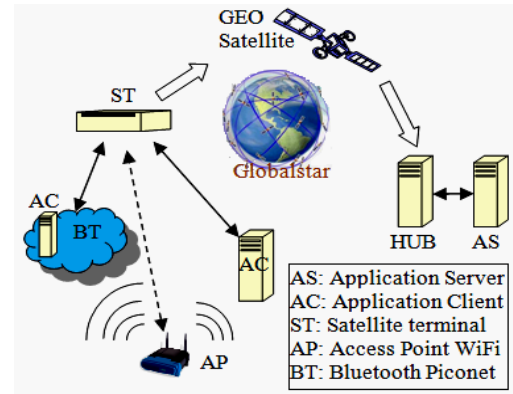 GEO
Satellite
ST
Globalstar
AC
BT
AC
HUB
AS
AP
AS: Application Server
AC: Application Client
ST: Satellite terminal
AP: Access Point WiFi
BT: Bluetooth Piconet